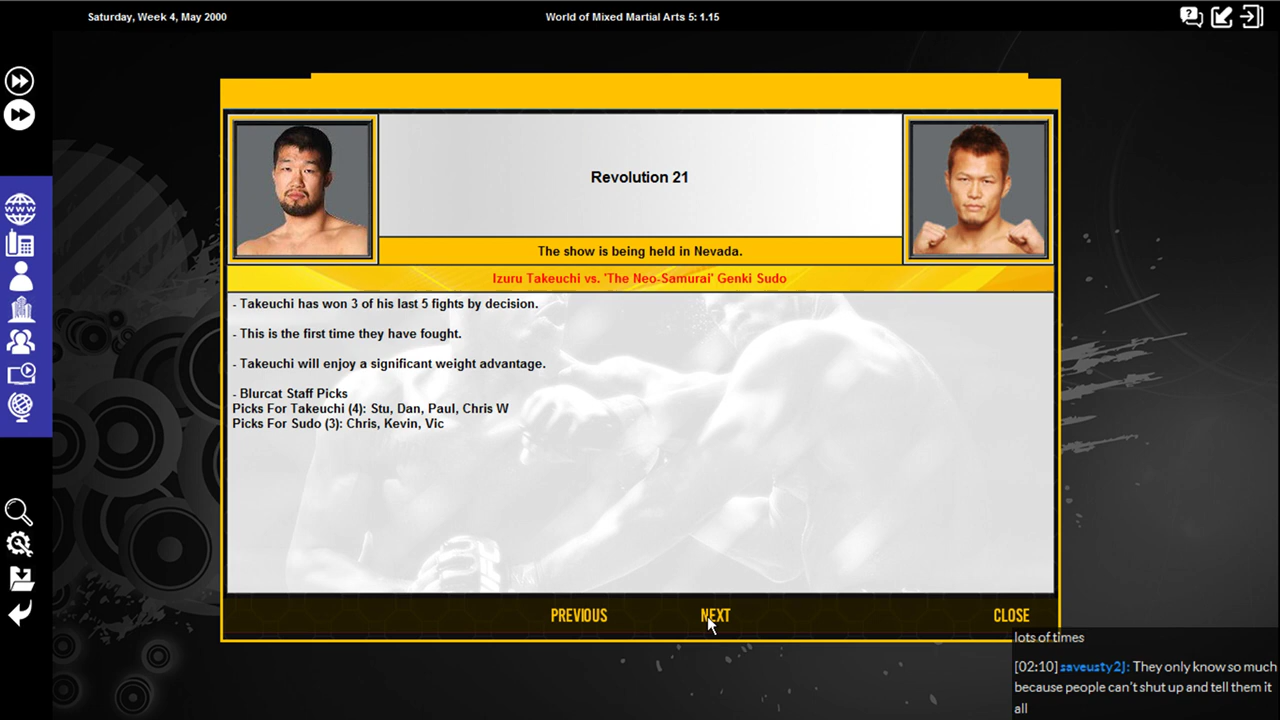 Saturday, Week 4, May 2000
World of Mixed Martial Arts 5: 1.15
Revolution 21
The show is being held in Nevada.
Izuru Takeuchi vs. 'The Neo-Samurai' Genki Sudo
- Takeuchi has won 3 of his last 5 fights by decision.
- This is the first time they have fought.
- Takeuchi will enjoy a significant weight advantage.
- Blurcat Staff Picks
Picks For Takeuchi (4): Stu, Dan, Paul, Chris W
Picks For Sudo (3): Chris, Kevin, Vic
PREVIOUS
NEXT
CLOSE
lots of times
[02:10] saveusty2J: They only know so much
because people can't shut up and tell them it
all
WWW